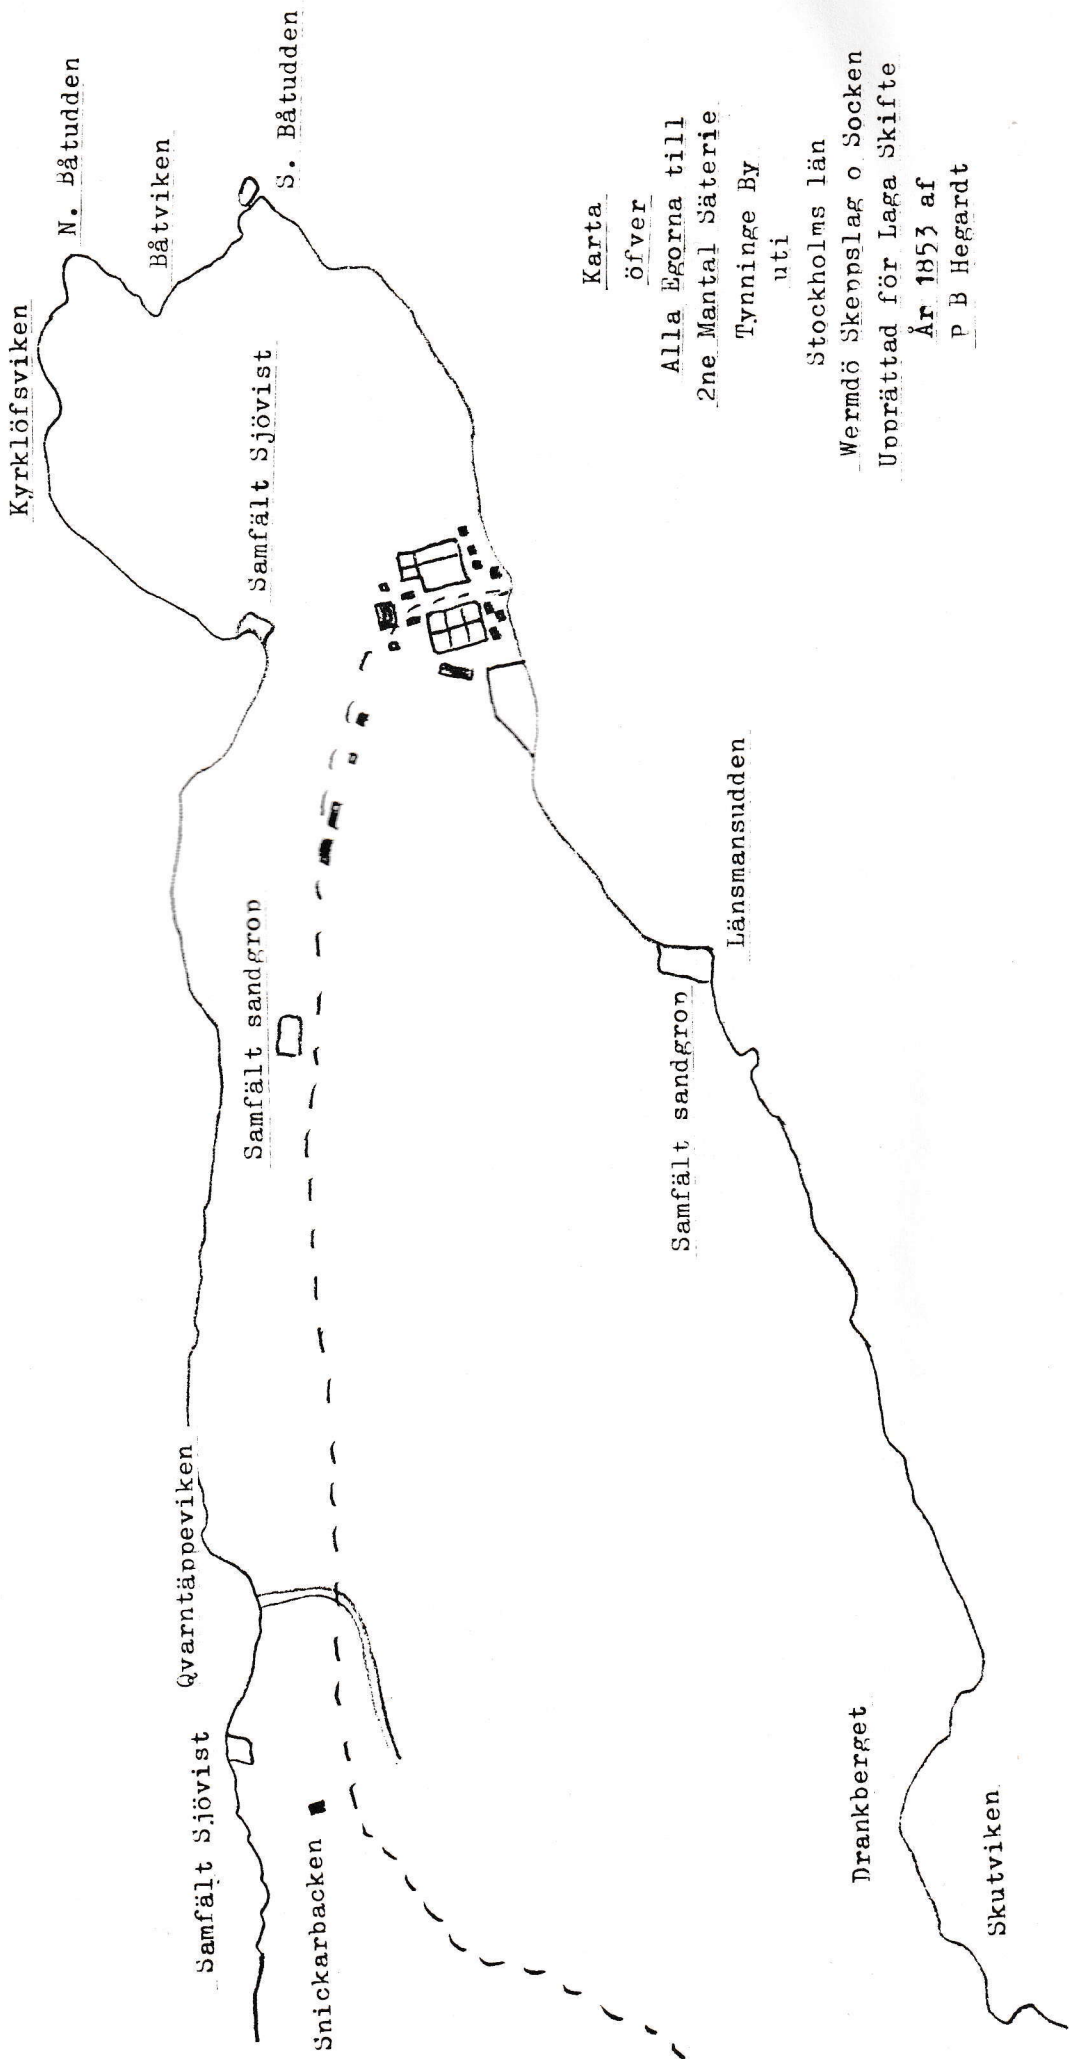 Kyrklöfsviken
N. Båtudden
Båtviken
S. Båtudden
Samfält Sjövist
Samfält sandgrop
Qvarntäppeviken
Samfält Sjövist
Snickarbacken
Länsmansudden
Samfält sandgrop
Drankberget
Skutviken
Karta
öfver
Alla Egorna till
2ne Mantal Säterie
Tynninge By
uti
Stockholms län
Wermdö Skeppslag o Socken
Upprättad för Laga Skifte
År 1853 af
P B Hegardt